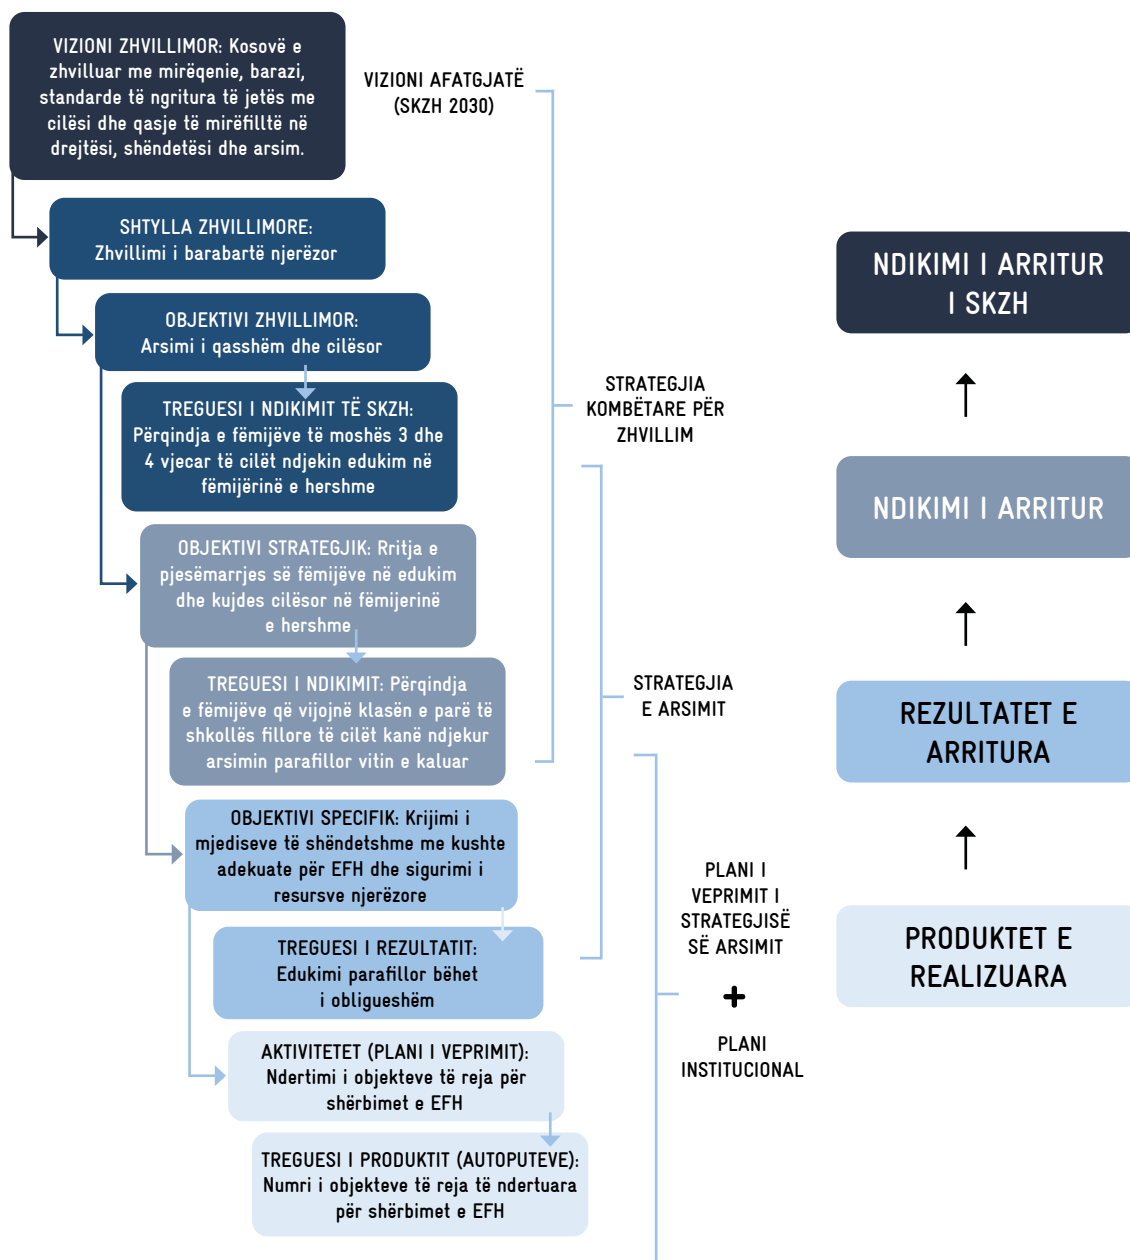 VIZIONI ZHVILLIMOR: Kosovë e
zhvilluar me mirëqenie, barazi,
standarde të ngritura të jetës me
cilësi dhe qasje të mirëfilltë në
drejtësi, shëndetësi dhe arsim.
VIZIONI AFATGJATË
(SKZH 2030)
SHTYLLA ZHVILLIMORE:
Zhvillimi i barabartë njerëzor
OBJEKTIVI ZHVILLIMOR:
Arsimi i qasshëm dhe cilësor
TREGUESI I NDIKIMIT TË SKZH:
Përqindja e fëmijëve të moshës 3 dhe
4 vjecar të cilët ndjekin edukim në
fëmijërinë e hershme
STRATEGJIA
KOMBËTARE PËR
ZHVILLIM
OBJEKTIVI STRATEGJIK: Rritja e
pjesëmarrjes së fëmijëve në edukim
dhe kujdes cilësor në fëmijerinë
e hershme
TREGUESI I NDIKIMIT: Përqindja
e fëmijëve që vijojnë klasën e parë të
shkollës fillore të cilët kanë ndjekur
arsimin parafillor vitin e kaluar
STRATEGJIA
E ARSIMIT
OBJEKTIVI SPECIFIK: Krijimi i
mjediseve të shëndetshme me kushte
adekuate për EFH dhe sigurimi i
resursve njerëzore
TREGUESI I REZULTATIT:
Edukimi parafillor bëhet
i obligueshëm
PLANI I
VEPRIMIT I
STRATEGJISË
SË ARSIMIT
+
PLANI
INSTITUCIONAL
AKTIVITETET (PLANI I VEPRIMIT):
Ndertimi i objekteve të reja për
shërbimet e EFH
TREGUESI I PRODUKTIT (AUTOPUTEVE):
Numri i objekteve të reja të ndertuara
për shërbimet e EFH
NDIKIMI I ARRITUR
I SKZH
NDIKIMI I ARRITUR
REZULTATET E
ARRITURA
PRODUKTET E
REALIZUARA